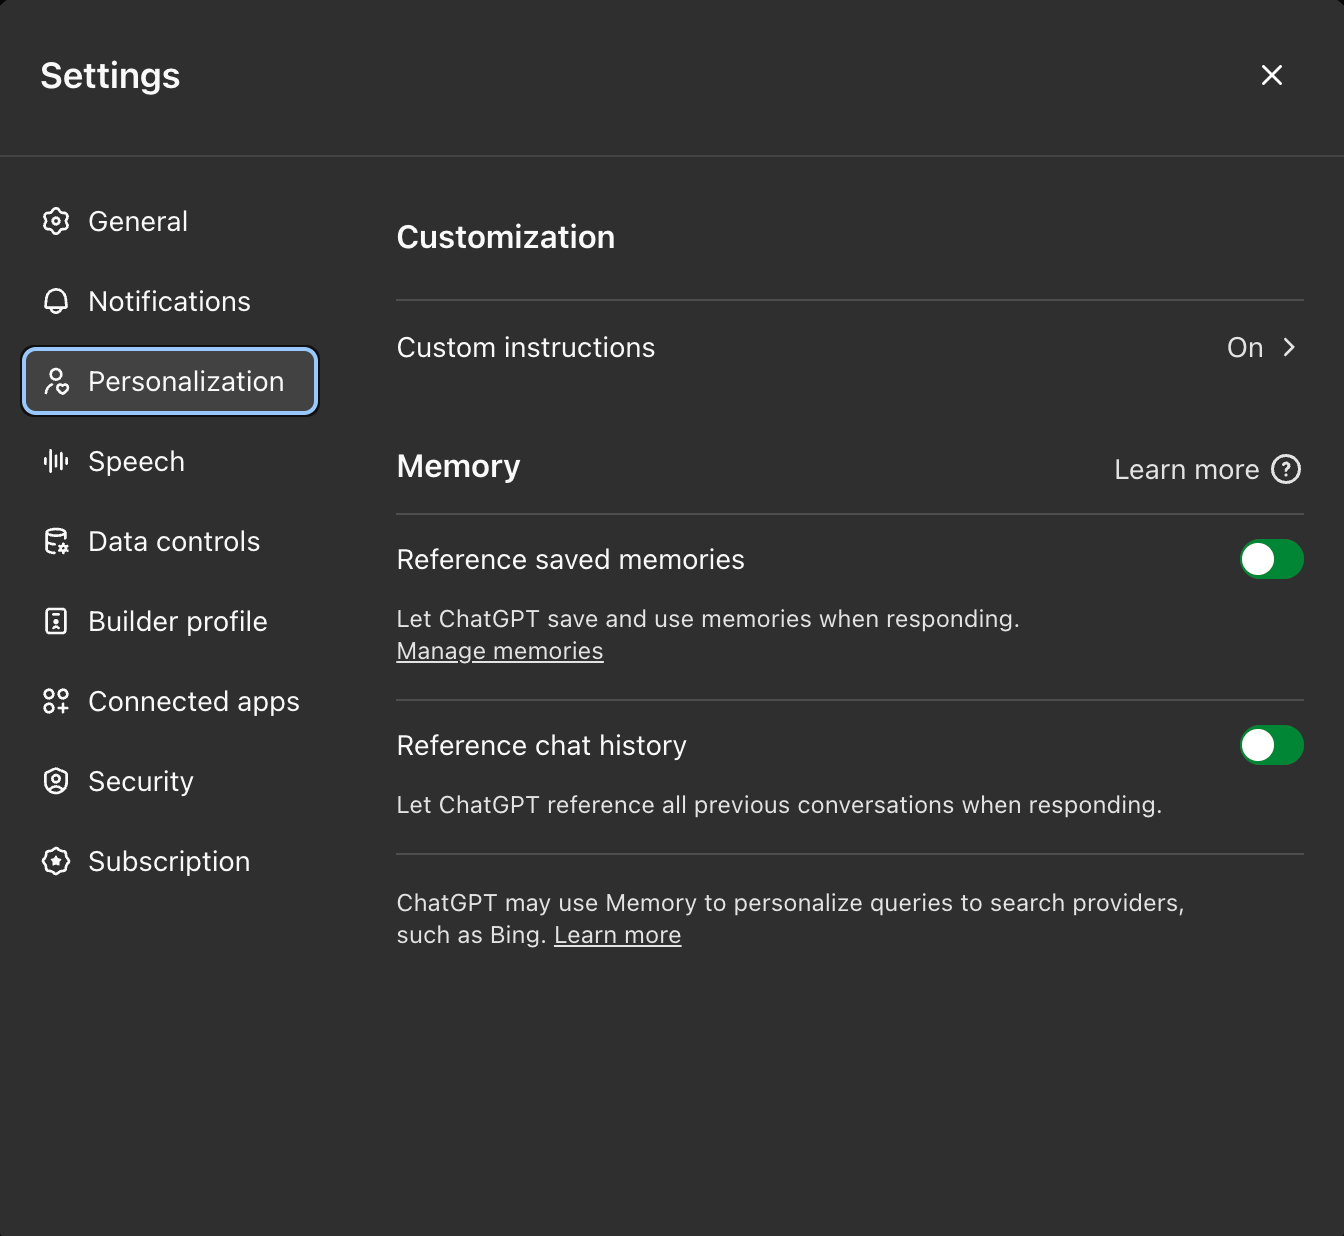 Settings
General
Notifications
Personalization
Speech
Data controls
Builder profile
Connected apps
Security
Subscription
Customization
Custom instructions
On
Memory
Learn more
Reference saved memories
Let ChatGPT save and use memories when responding.
Manage memories
Reference chat history
Let ChatGPT reference all previous conversations when responding.
ChatGPT may use Memory to personalize queries to search providers,
such as Bing. Learn more